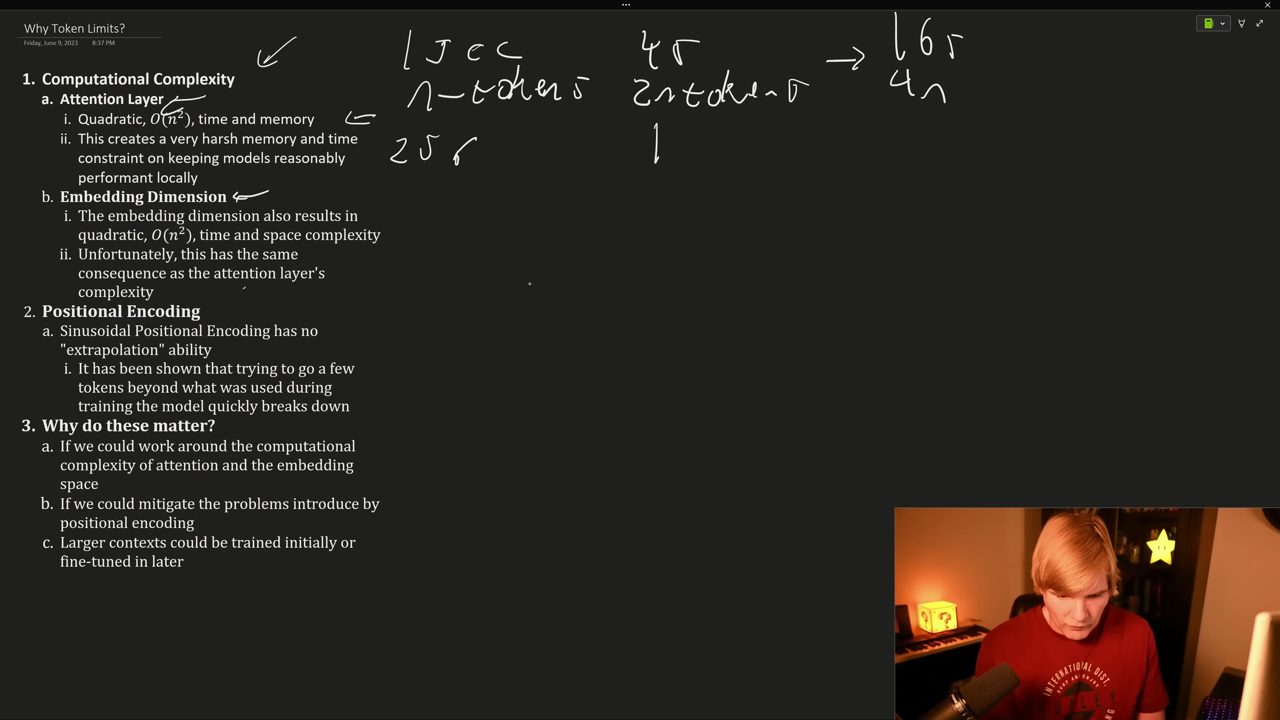 Why Token Limits?
Friday, June 9, 2023 8:37 PM
1. Computational Complexity
a. Attention Layer
i. Quadratic, O(n²), time and memory
ii. This creates a very harsh memory and time
constraint on keeping models reasonably
performant locally
b. Embedding Dimension
i. The embedding dimension also results in
quadratic, O(n²), time and space complexity
ii. Unfortunately, this has the same
consequence as the attention layer's
complexity
2. Positional Encoding
a. Sinusoidal Positional Encoding has no
"extrapolation" ability
i. It has been shown that trying to go a few
tokens beyond what was used during
training the model quickly breaks down
3. Why do these matter?
a. If we could work around the computational
complexity of attention and the embedding
space
b. If we could mitigate the problems introduce by
positional encoding
c. Larger contexts could be trained initially or
fine-tuned in later
1 sec 4s → 16s
n-tokens 2n tokens 4n
1
INTERNATIONAL DIST.